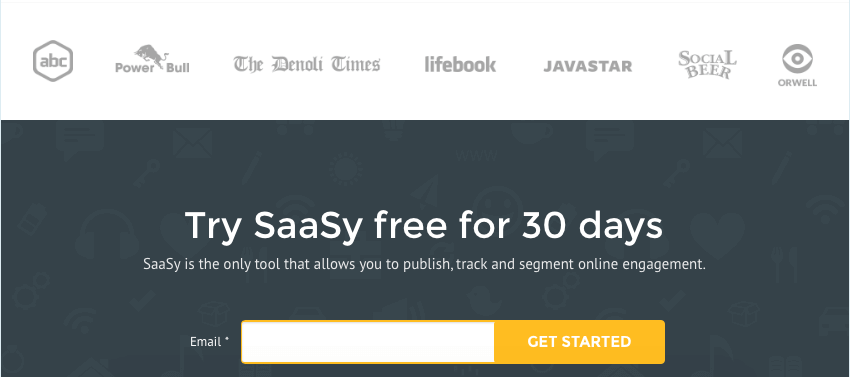 abc
Power Bull
The Denoli Times
lifebook
JAVASTAR
SOCIAL
BEER
ORWELL
www
Try SaaSy free for 30 days
SaaSy is the only tool that allows you to publish, track and segment online engagement.
Email *
GET STARTED